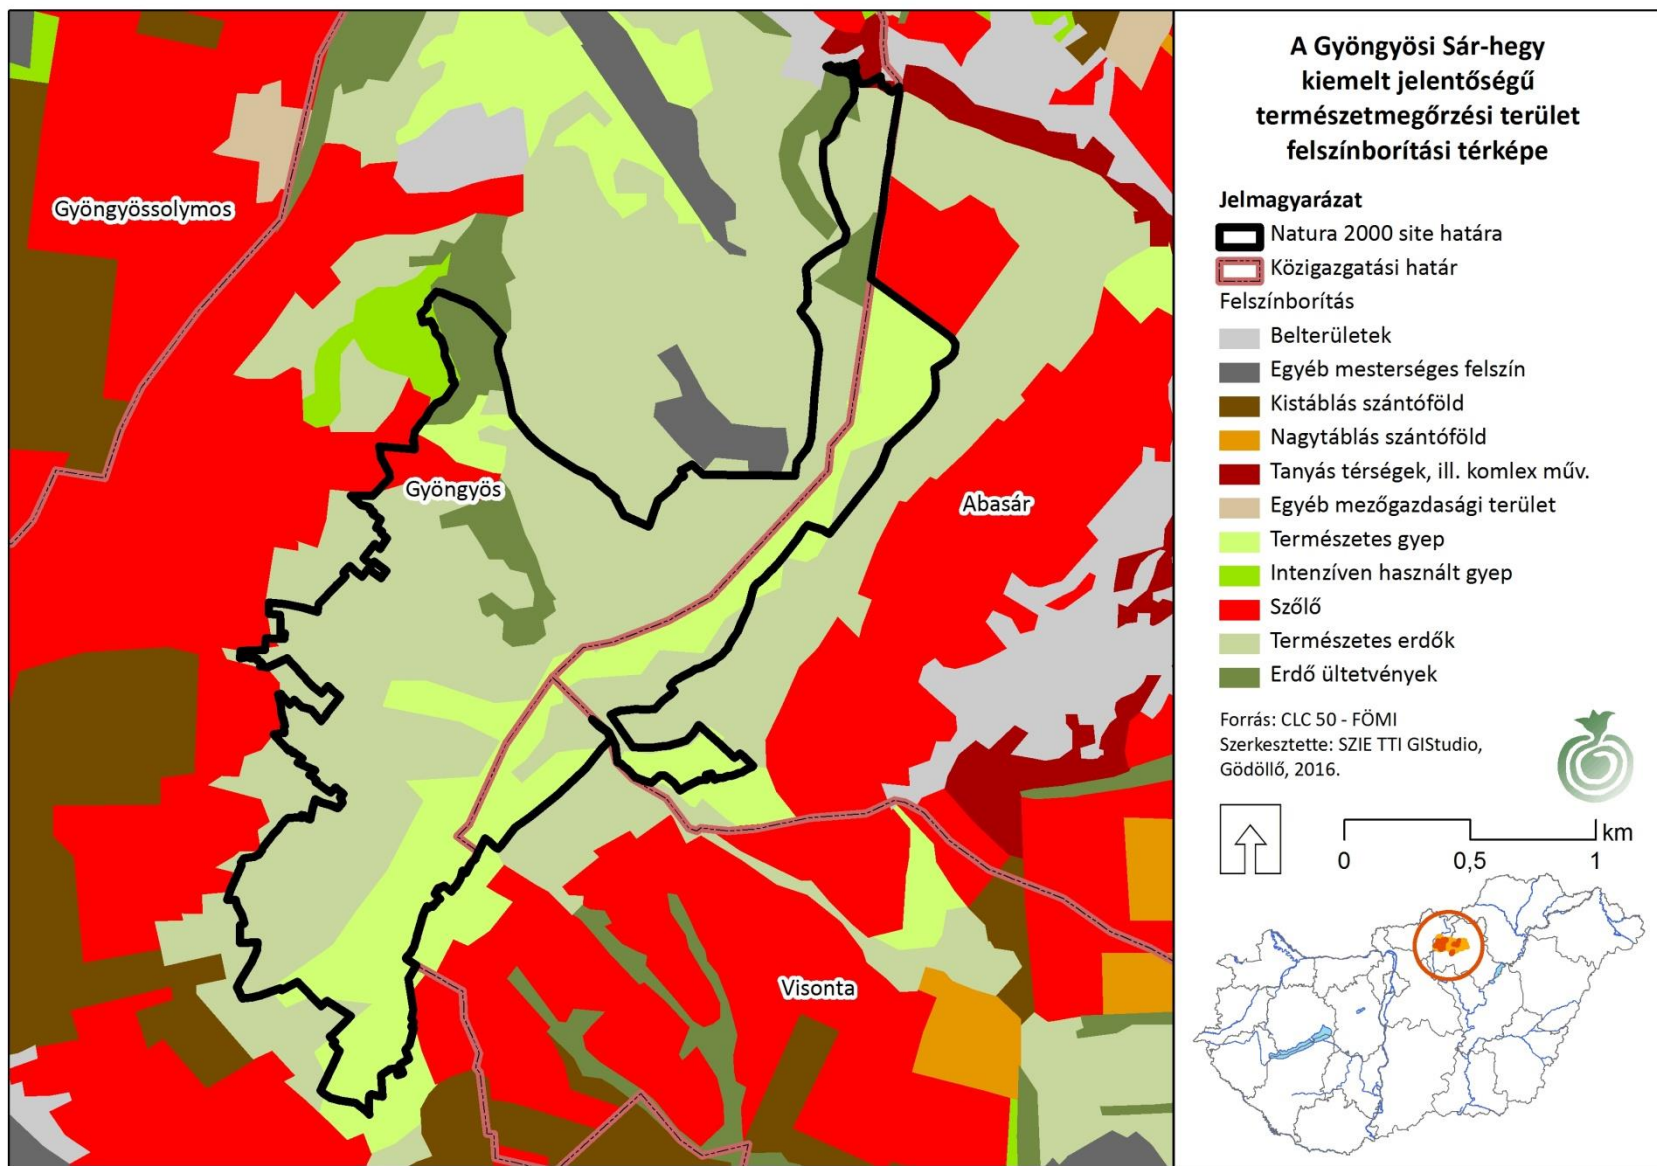 A Gyöngyösi Sár-hegy
kiemelt jelentőségű
természetmegőrzési terület
felszínborítási térképe
Jelmagyarázat
Natura 2000 site határa
Közigazgatási határ
Felszínborítás
Belterületek
Egyéb mesterséges felszín
Kistáblás szántóföld
Nagytáblás szántóföld
Tanyás térségek, ill. komlex műv.
Egyéb mezőgazdasági terület
Természetes gyep
Intenzíven használt gyep
Szőlő
Természetes erdők
Erdő ültetvények
Forrás: CLC 50 - FÖMI
Szerkesztette: SZIE TTI GIStudio,
Gödöllő, 2016.
km
0 0,5 1
Gyöngyössolymos
Gyöngyös
Abasár
Visonta